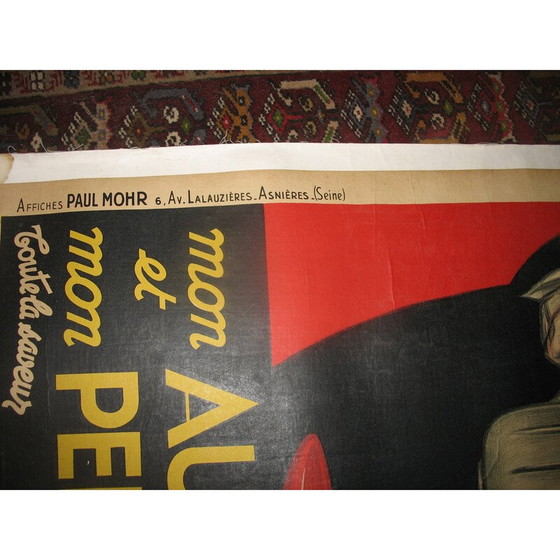 AFFICHES PAUL MOHR 6, AV. LALAUZIÈRES - ASNIÈRES - (Seine)
mon AU
et
mon PE
Toute la saveur